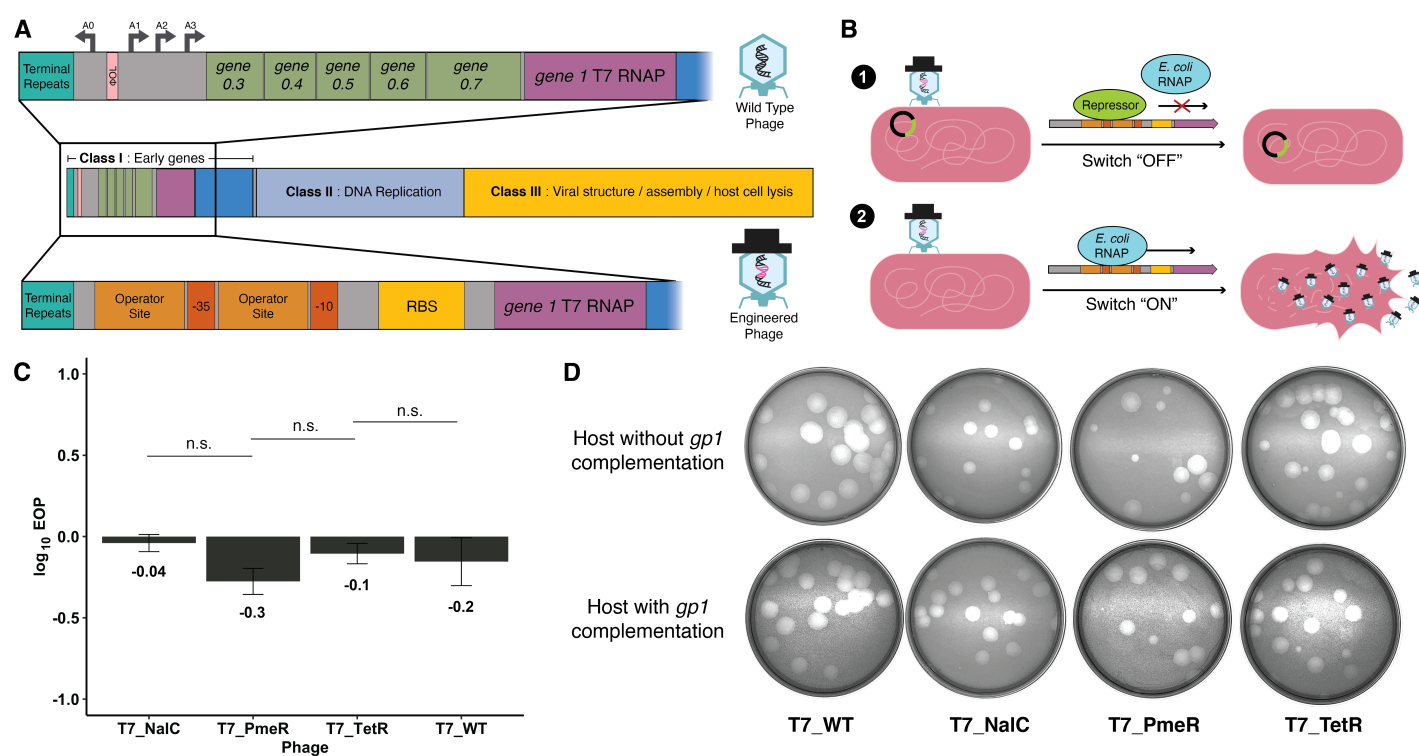 A
A0
A1
A2
A3
Terminal
Repeats
ΦOL
gene
0.3
gene
0.4
gene
0.5
gene
0.6
gene
0.7
gene 1 T7 RNAP
Wild Type
Phage
Class I : Early genes
Class II : DNA Replication
Class III : Viral structure / assembly / host cell lysis
Terminal
Repeats
Operator
Site
-35
Operator
Site
-10
RBS
gene 1 T7 RNAP
Engineered
Phage
B
1
Repressor
E. coli
RNAP
Switch “OFF”
2
E. coli
RNAP
Switch “ON”
C
log10 EOP
1.0
0.5
0.0
-0.5
-1.0
n.s.
n.s.
n.s.
-0.04
-0.3
-0.1
-0.2
T7_NalC
T7_PmeR
T7_TetR
T7_WT
Phage
D
Host without gp1
complementation
Host with gp1
complementation
T7_WT
T7_NalC
T7_PmeR
T7_TetR